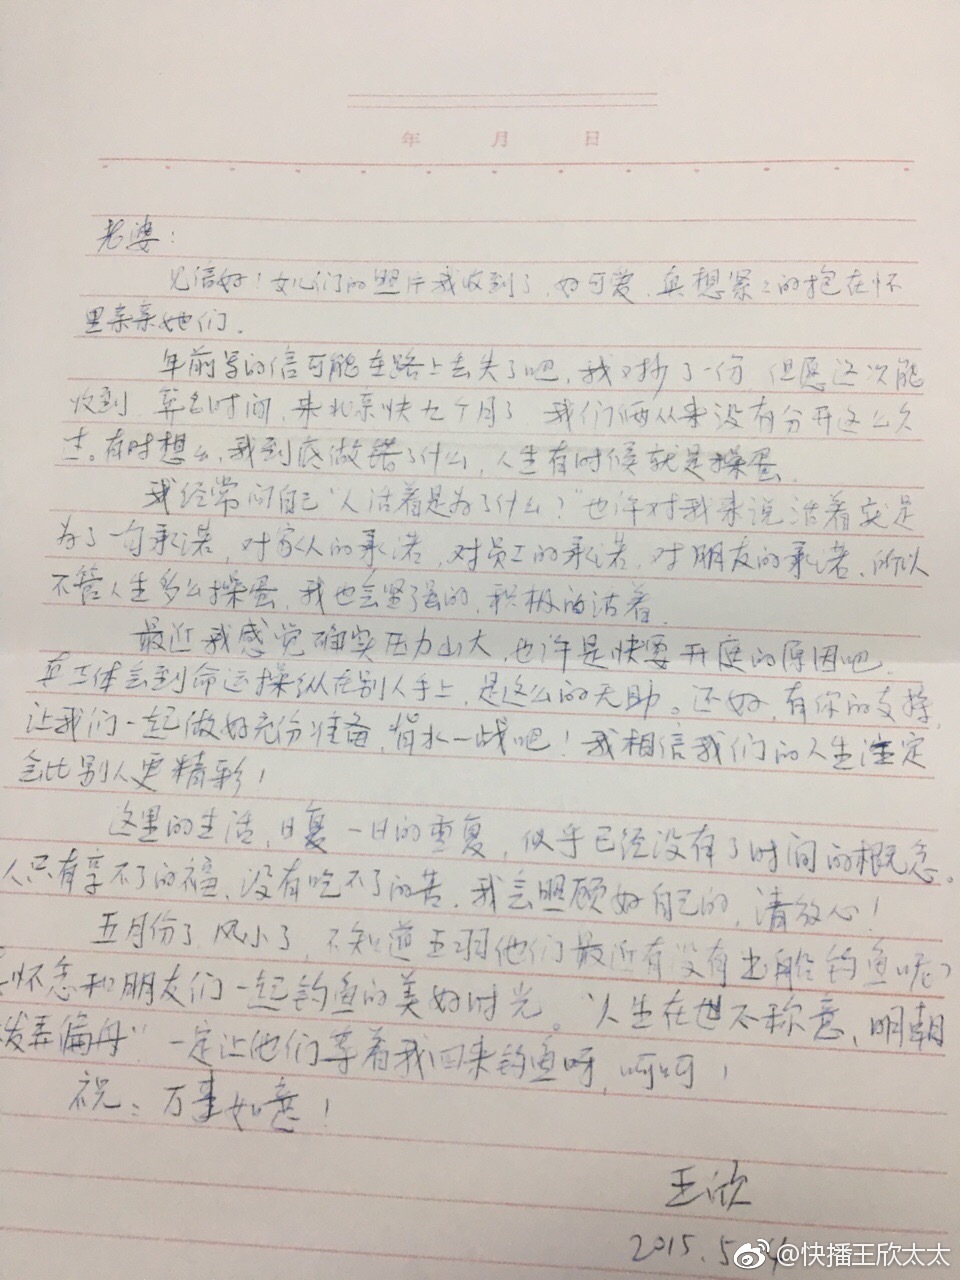 年 月 日
老婆：
见信好！女儿们的照片我收到了，好可爱，真想紧紧的抱在怀
里亲亲她们。
年前写的信可能在路上丢失了吧，我又抄了一份，但愿这次能
收到。算算时间，来北京快九个月了，我们俩从来没有分开这么久
过。有时想想，我到底做错了什么，人生有时候就是操蛋。
我经常问自己“人活着是为了什么？”也许对我来说活着就是
为了一句承诺，对家人的承诺，对员工的承诺，对朋友的承诺，所以
不管人生多么操蛋，我也会坚强的，积极的活着。
最近我感觉确实压力山大，也许是快要开庭的原因吧，
真正体会到命运操纵在别人手上，是这么的无助。还好，有你的支持，
让我们一起做好充份准备，背水一战吧！我相信我们的人生注定
会比别人更精彩！
这里的生活，日复一日的重复，似乎已经没有了时间的概念。
人只有享不了的福，没有吃不了的苦，我会照顾好自己的，请放心！
五月份了，风小了，不知道 他们最近有没有出船钓鱼呢？
怀念和朋友们一起钓鱼的美好时光。“人生在世不称意，明朝
发弄偏舟”一定让他们等着我回来钓鱼呀，呵呵！
祝：万事如意！
王欣
2015.5.4
@快播王欣太太